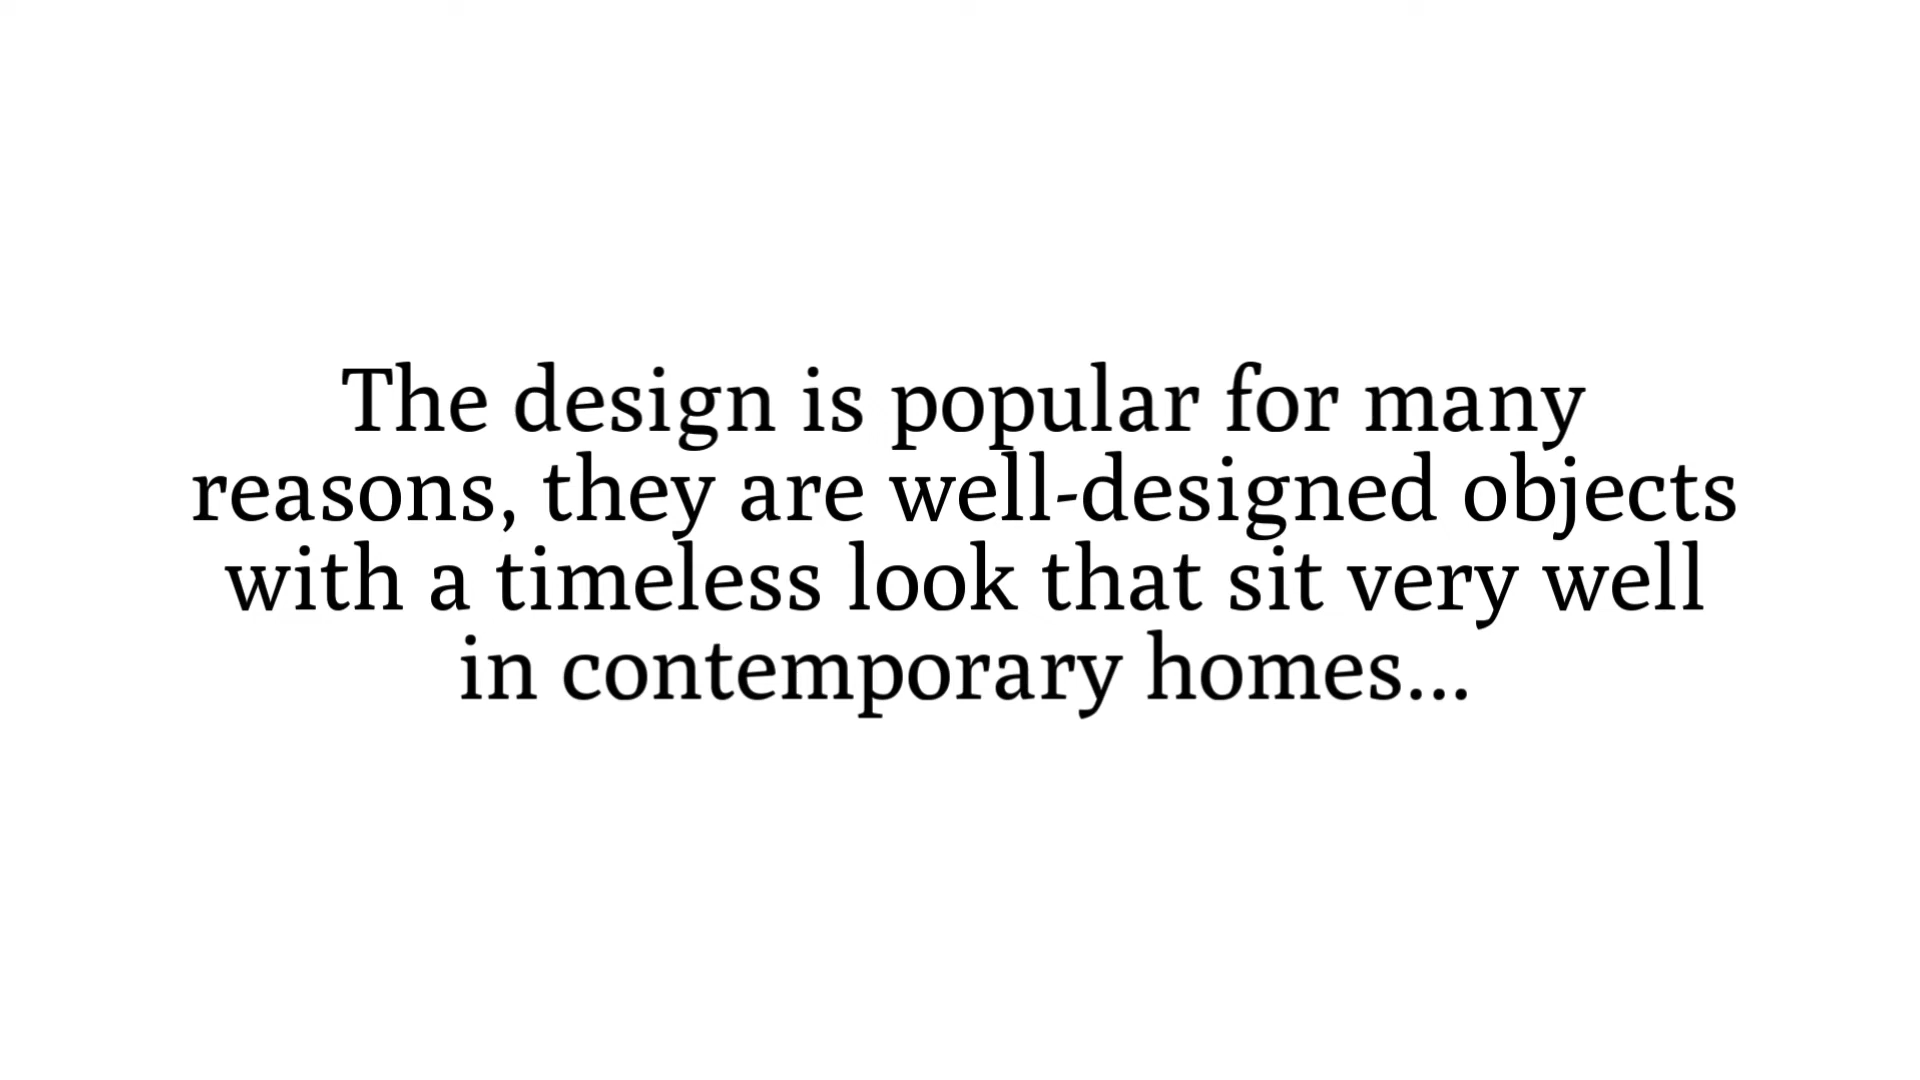 The design is popular for many
reasons, they are well-designed objects
with a timeless look that sit very well
in contemporary homes...